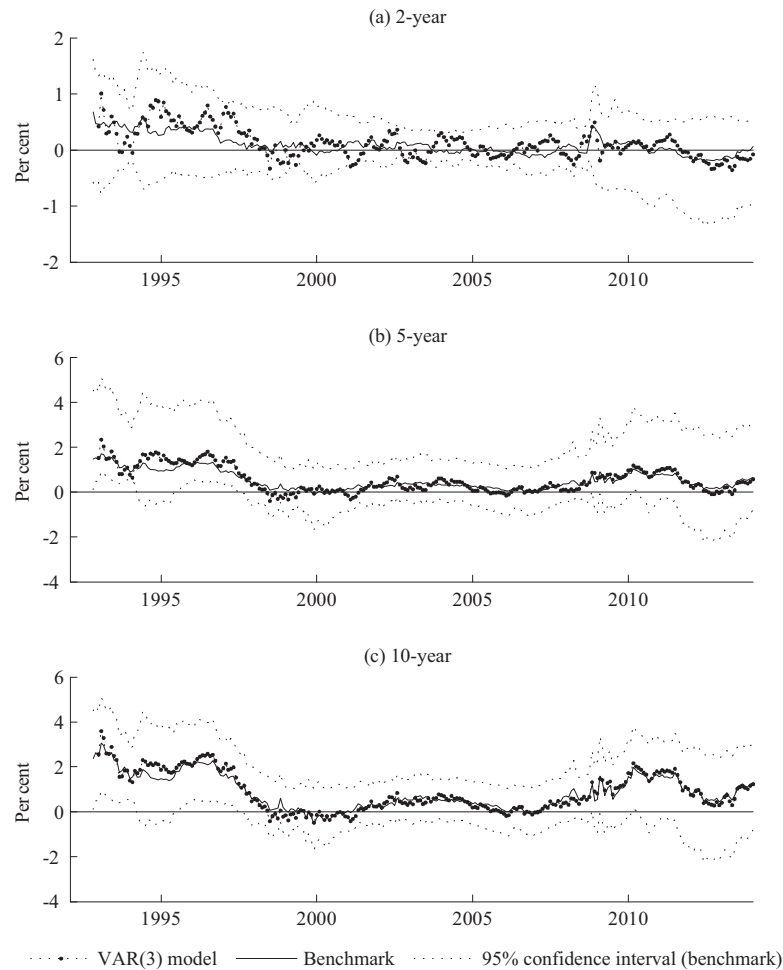 (a) 2-year
2
1
0
-1
-2
Per cent
1995 2000 2005 2010
(b) 5-year
6
4
2
0
-2
-4
Per cent
1995 2000 2005 2010
(c) 10-year
6
4
2
0
-2
-4
Per cent
1995 2000 2005 2010
VAR(3) model Benchmark 95% confidence interval (benchmark)